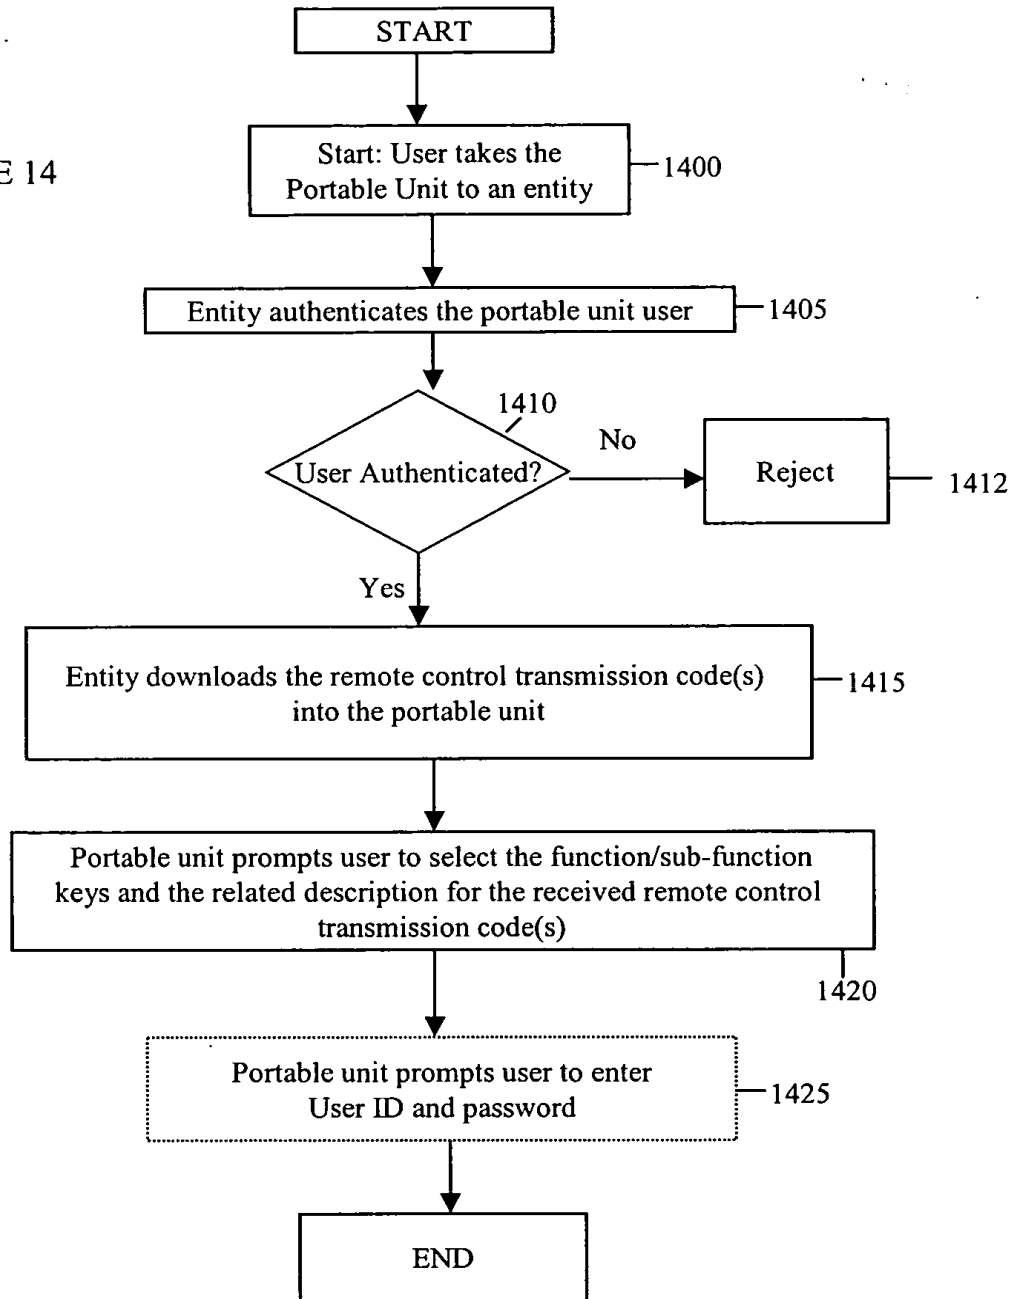 START
E 14
Start: User takes the
Portable Unit to an entity
1400
Entity authenticates the portable unit user
1405
1410
User Authenticated?
No
Reject
1412
Yes
Entity downloads the remote control transmission code(s)
into the portable unit
1415
Portable unit prompts user to select the function/sub-function
keys and the related description for the received remote control
transmission code(s)
1420
Portable unit prompts user to enter
User ID and password
1425
END